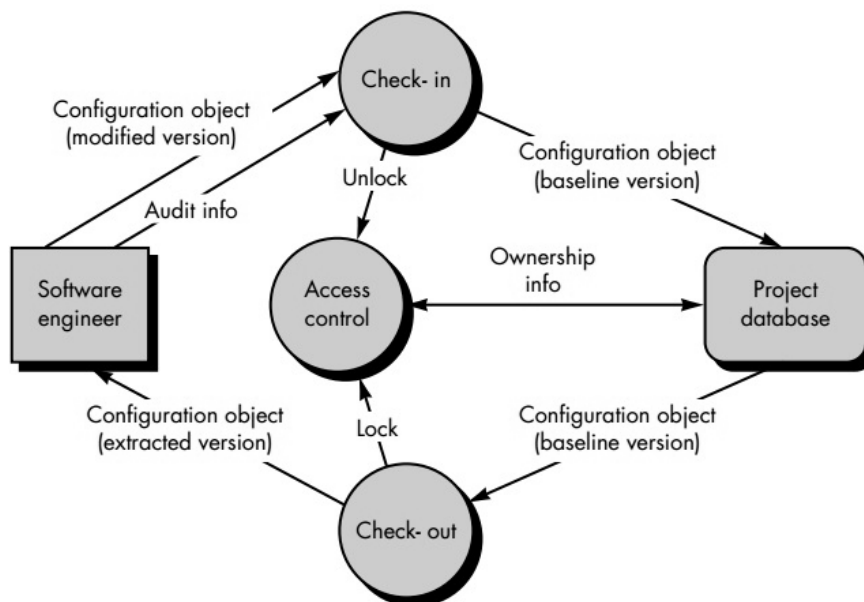 Check- in
Configuration object
(modified version)
Configuration object
(baseline version)
Unlock
Audit info
Software
engineer
Access
control
Ownership
info
Project
database
Configuration object
(extracted version)
Lock
Configuration object
(baseline version)
Check- out